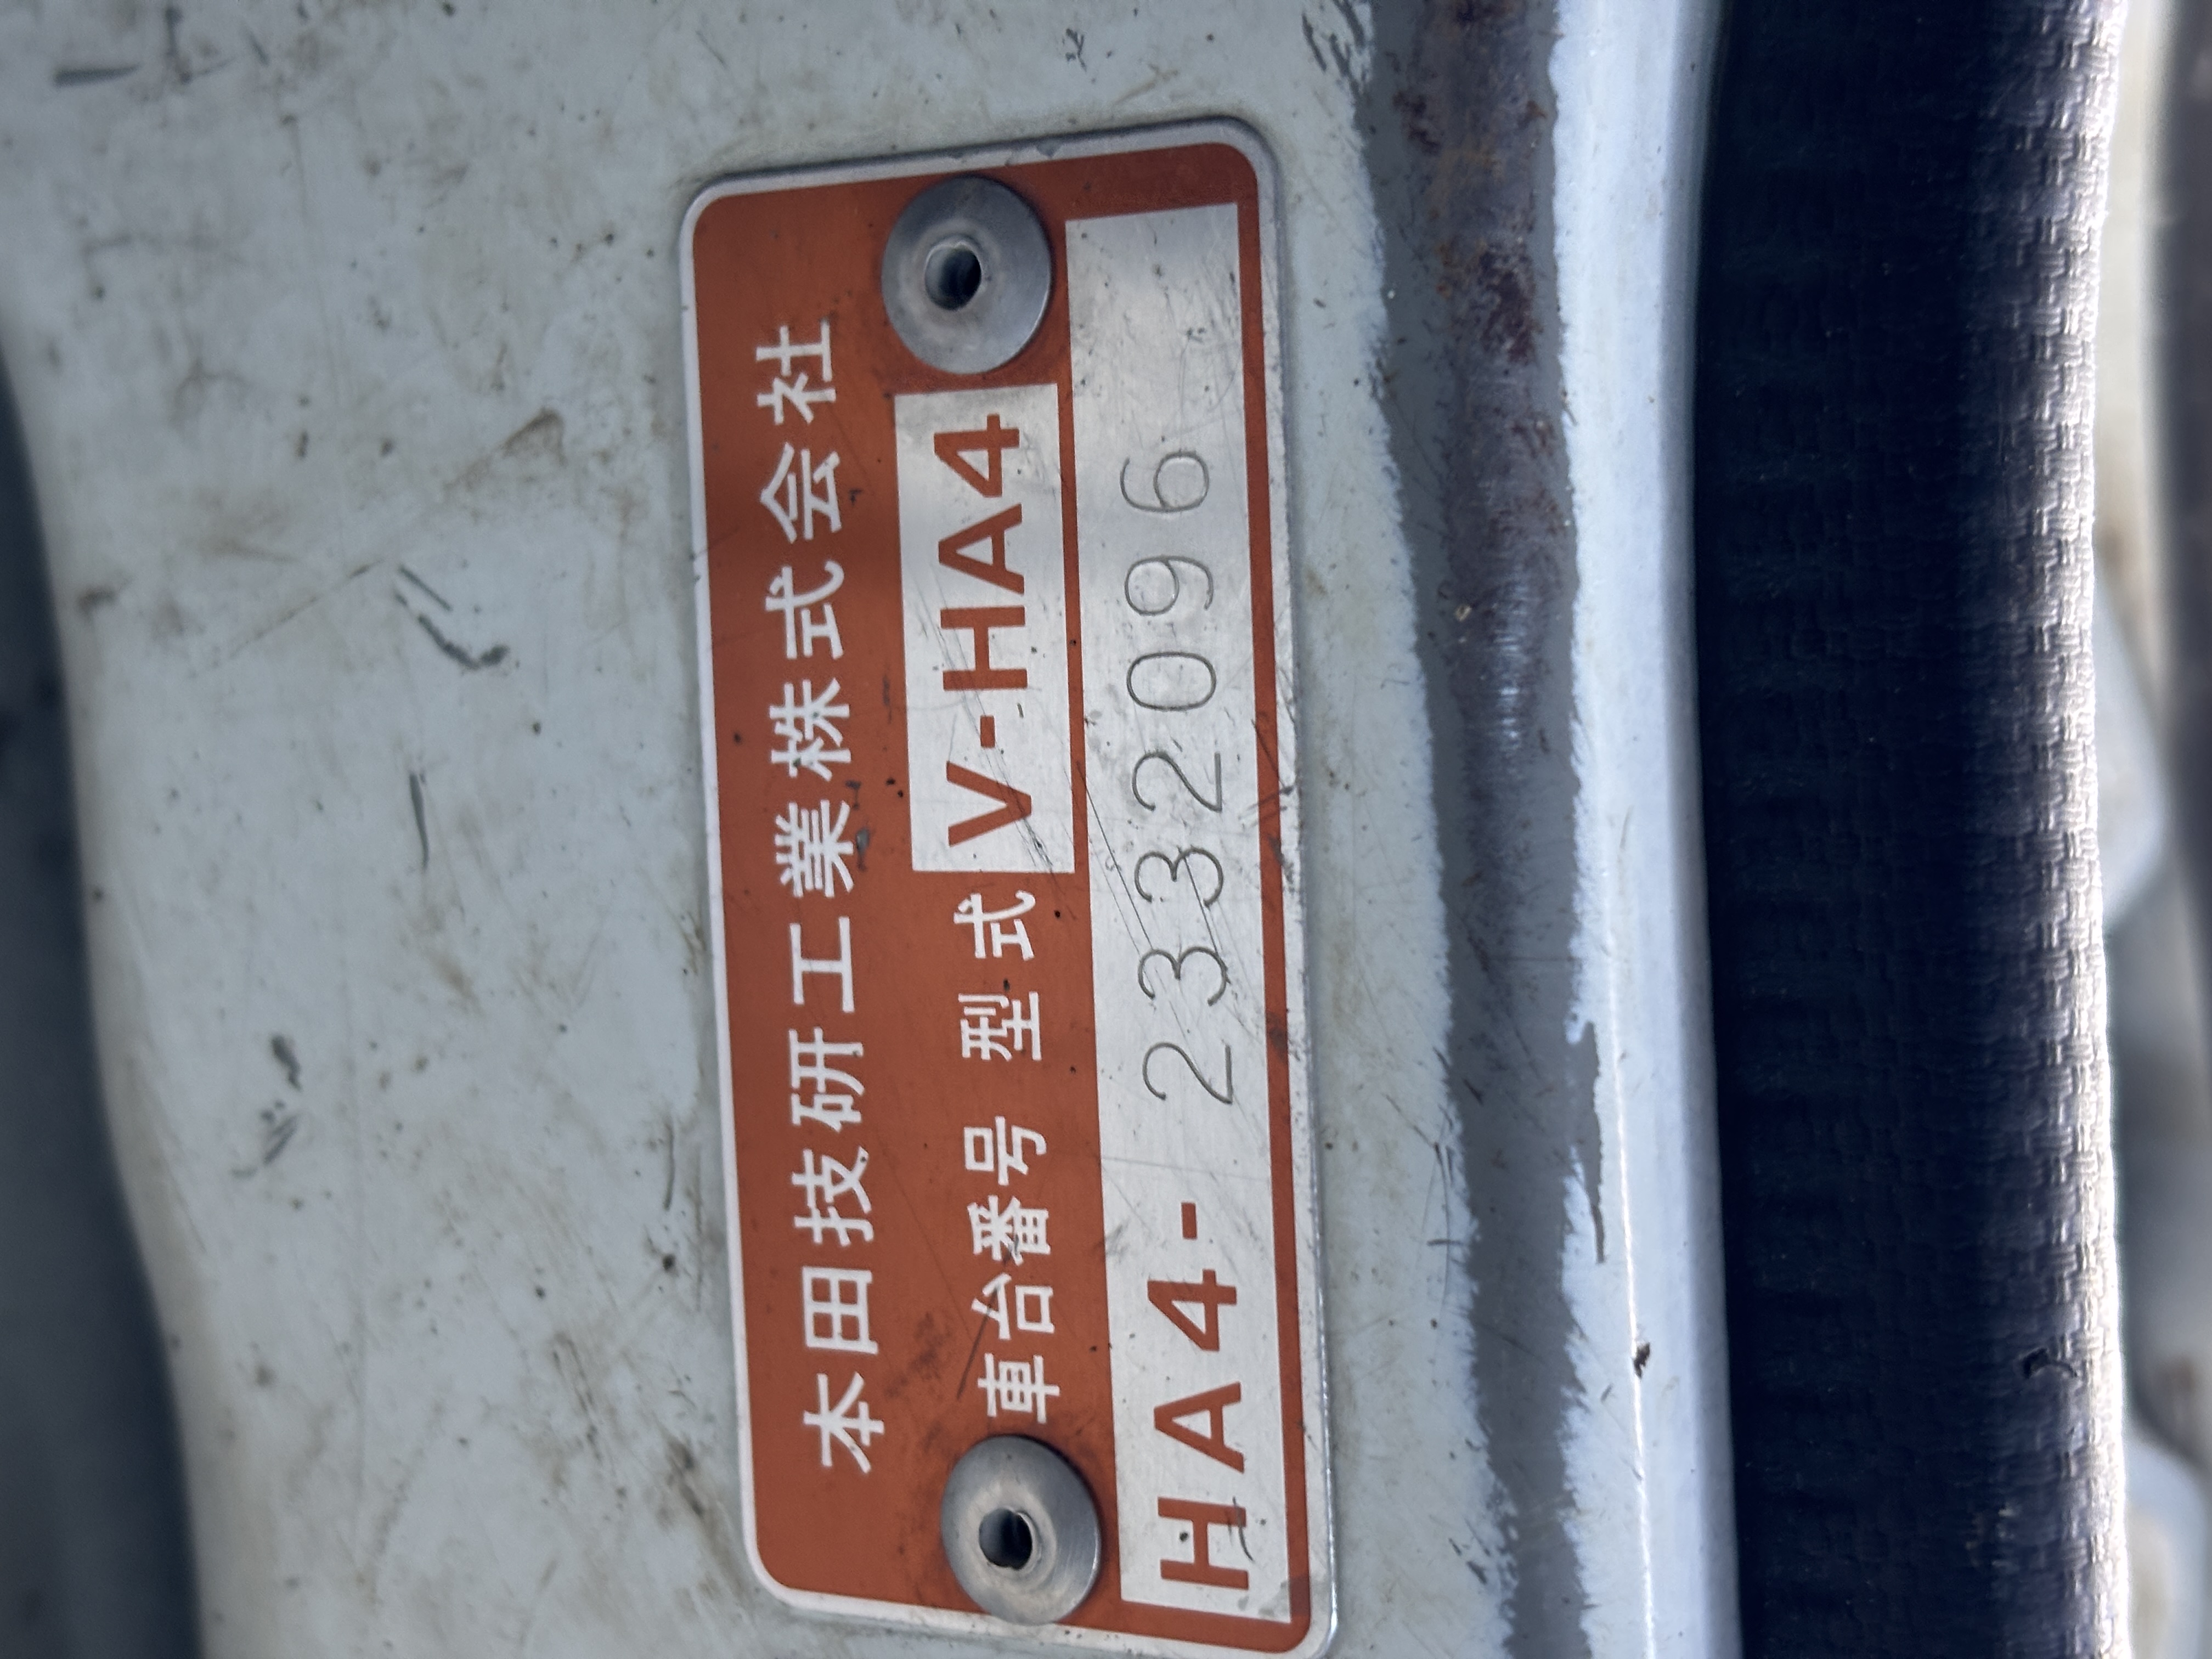 本田技研工業株式会社
車台番号 型式 V-HA4
HA4- 2332096